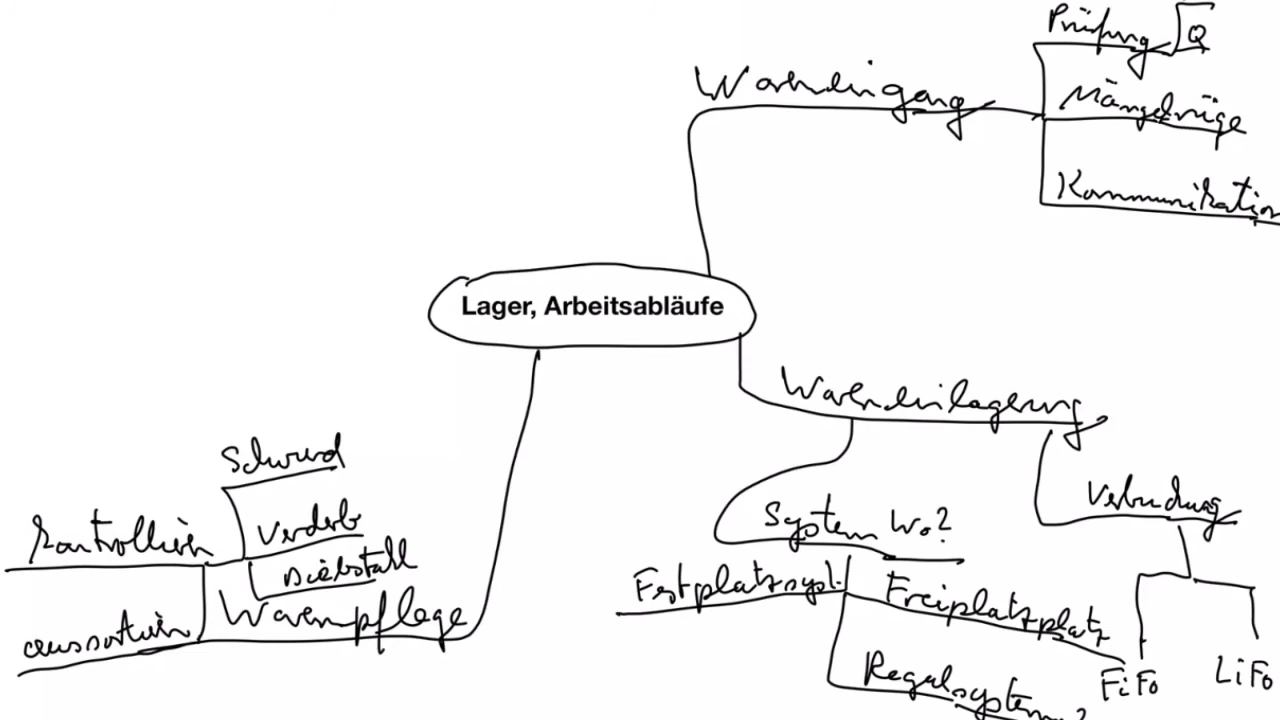 Prüfung Q
Wareneingang
Mängelrüge
Kommunikation
Lager, Arbeitsabläufe
Wareneinlagerung
Schwund
Verderb
Kontrollieren
Diebstahl
Warenpflege
aussortieren
System Wo?
Festplatzsyst.
Freiplatzplatz
Regalsystem ?
FiFo
LiFo